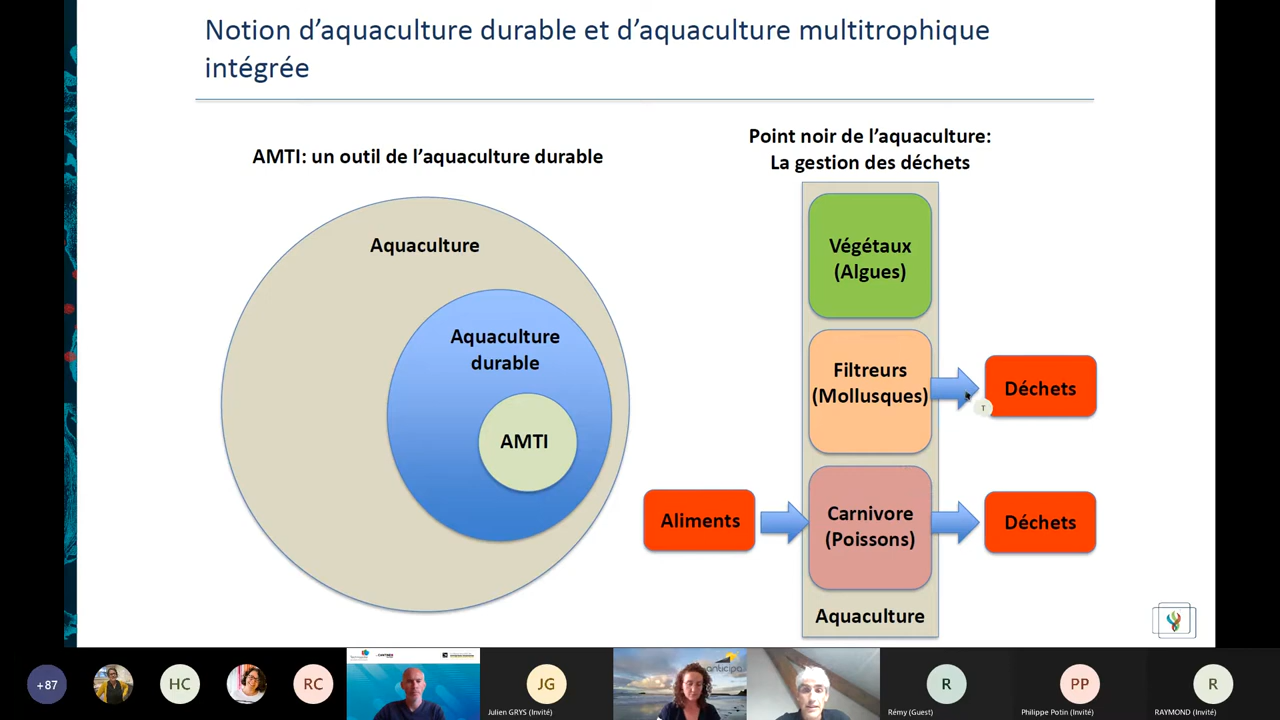 Notion d’aquaculture durable et d’aquaculture multitrophique
intégrée
AMTI: un outil de l’aquaculture durable
Aquaculture
Aquaculture
durable
AMTI
Point noir de l’aquaculture:
La gestion des déchets
Végétaux
(Algues)
Filtreurs
(Mollusques)
Déchets
T
Aliments
Carnivore
(Poissons)
Déchets
Aquaculture
+87
HC
RC
JG
Julien GRYS (Invité)
anticipa
R
Rémy (Guest)
PP
Philippe Potin (Invité)
R
RAYMOND (Invité)